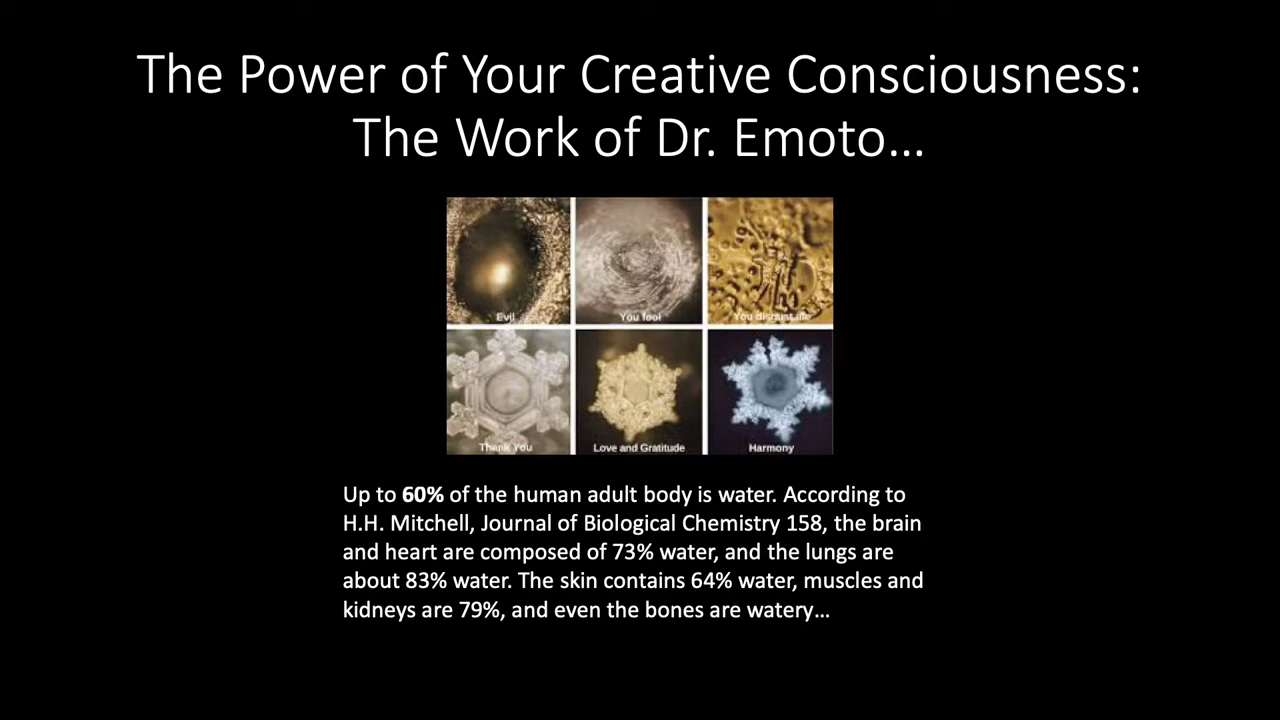 The Power of Your Creative Consciousness:
The Work of Dr. Emoto...
Evil
You fool
You disgust me
Thank You
Love and Gratitude
Harmony
Up to 60% of the human adult body is water. According to
H.H. Mitchell, Journal of Biological Chemistry 158, the brain
and heart are composed of 73% water, and the lungs are
about 83% water. The skin contains 64% water, muscles and
kidneys are 79%, and even the bones are watery...